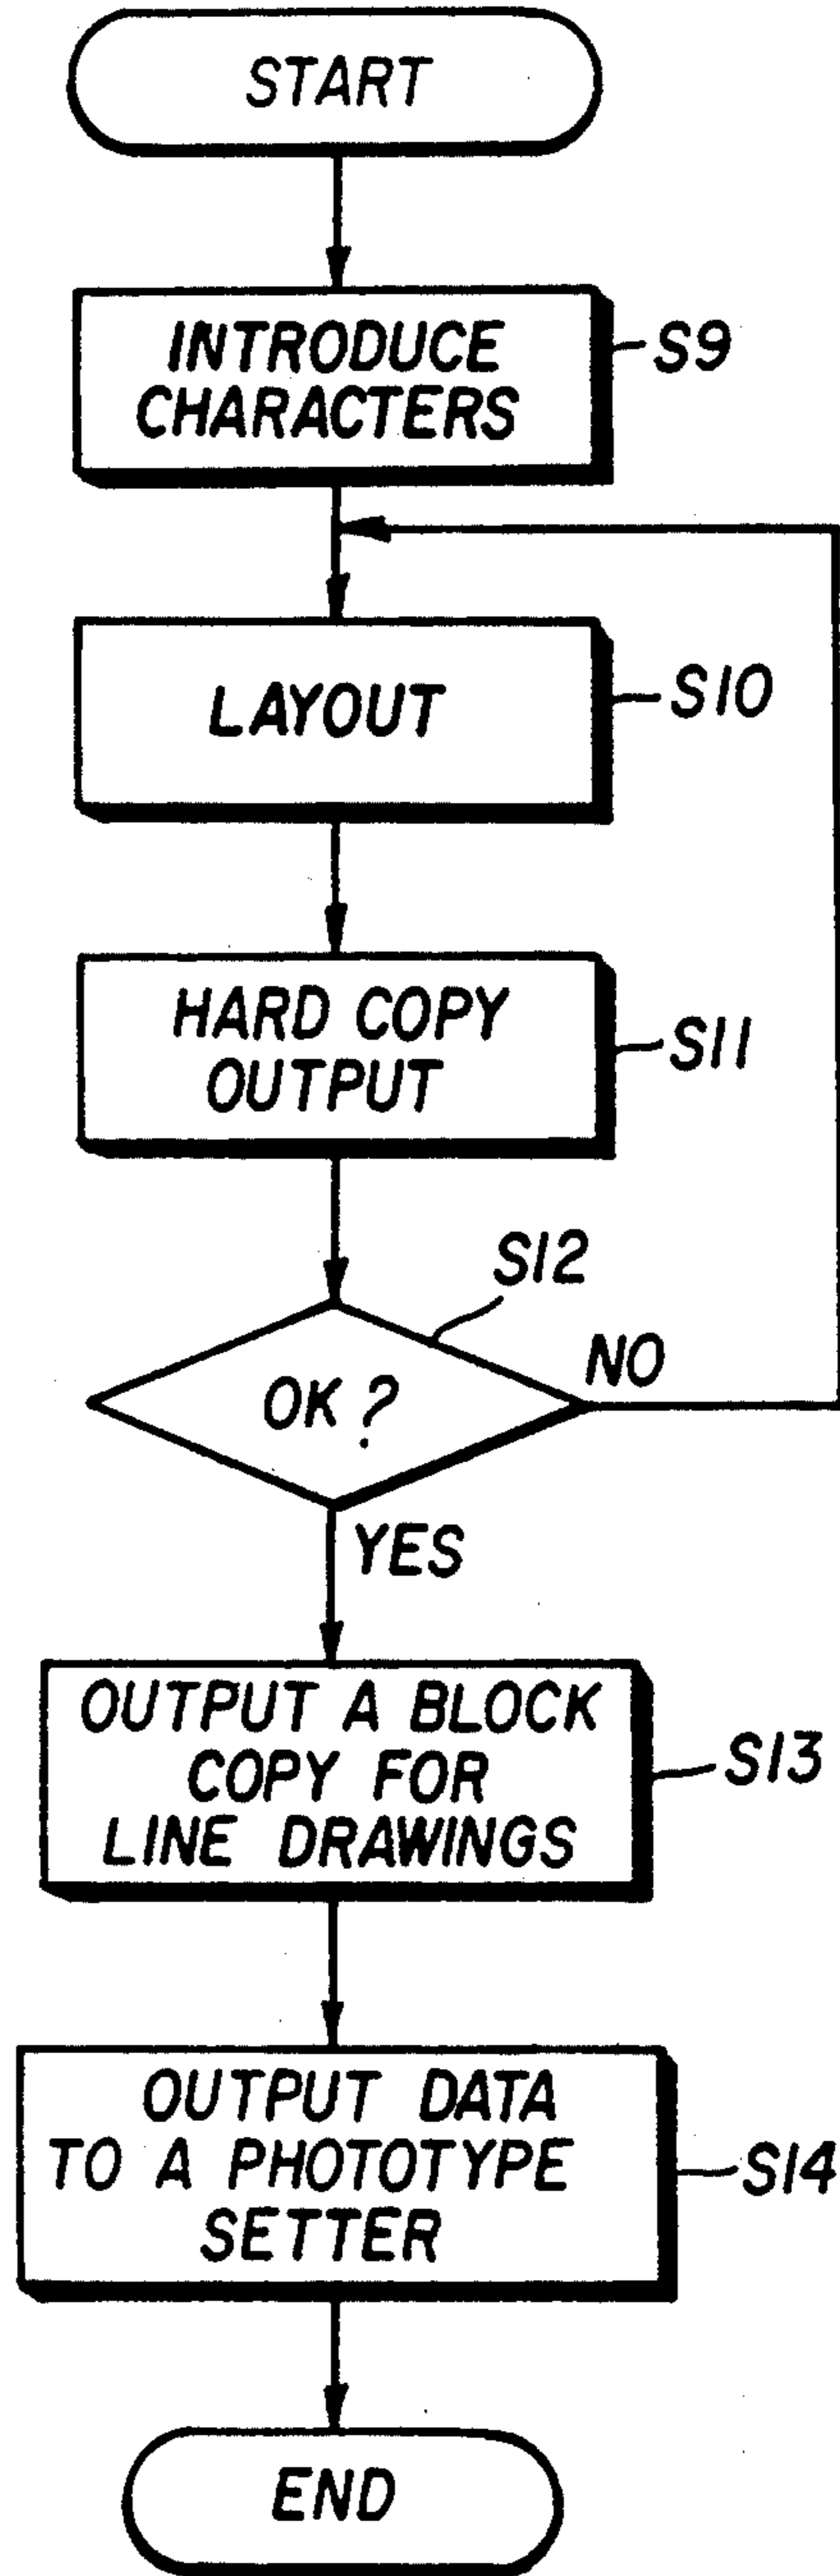 START
INTRODUCE
CHARACTERS
S9
LAYOUT
S10
HARD COPY
OUTPUT
S11
S12
OK?
NO
YES
OUTPUT A BLOCK
COPY FOR
LINE DRAWINGS
S13
OUTPUT DATA
TO A PHOTOTYPE
SETTER
S14
END